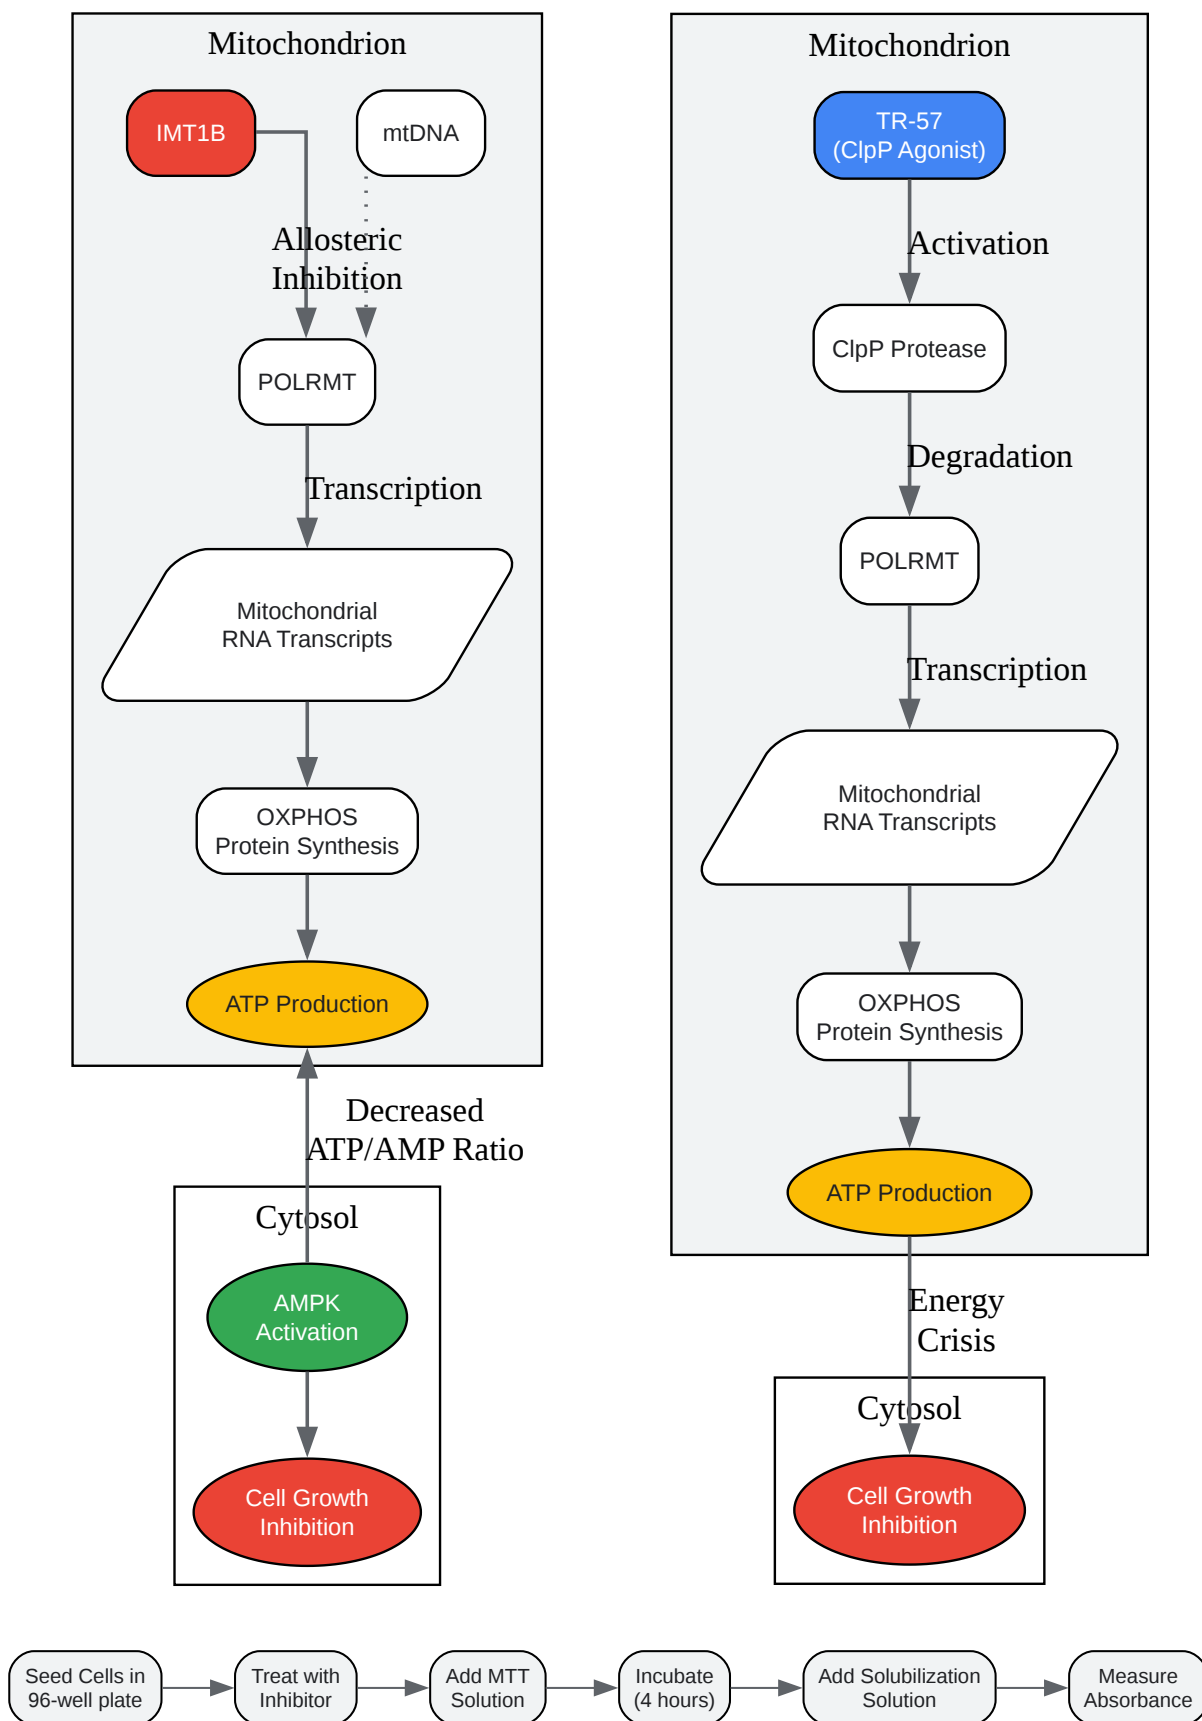 Mitochondrion
IMT1B
mtDNA
Allosteric
Inhibition
POLRMT
Transcription
Mitochondrial
RNA Transcripts
OXPHOS
Protein Synthesis
ATP Production
Decreased
ATP/AMP Ratio
Cytosol
AMPK
Activation
Cell Growth
Inhibition
Mitochondrion
TR-57
(ClpP Agonist)
Activation
ClpP Protease
Degradation
POLRMT
Transcription
Mitochondrial
RNA Transcripts
OXPHOS
Protein Synthesis
ATP Production
Energy
Crisis
Cytosol
Cell Growth
Inhibition
Seed Cells in
96-well plate
Treat with
Inhibitor
Add MTT
Solution
Incubate
(4 hours)
Add Solubilization
Solution
Measure
Absorbance